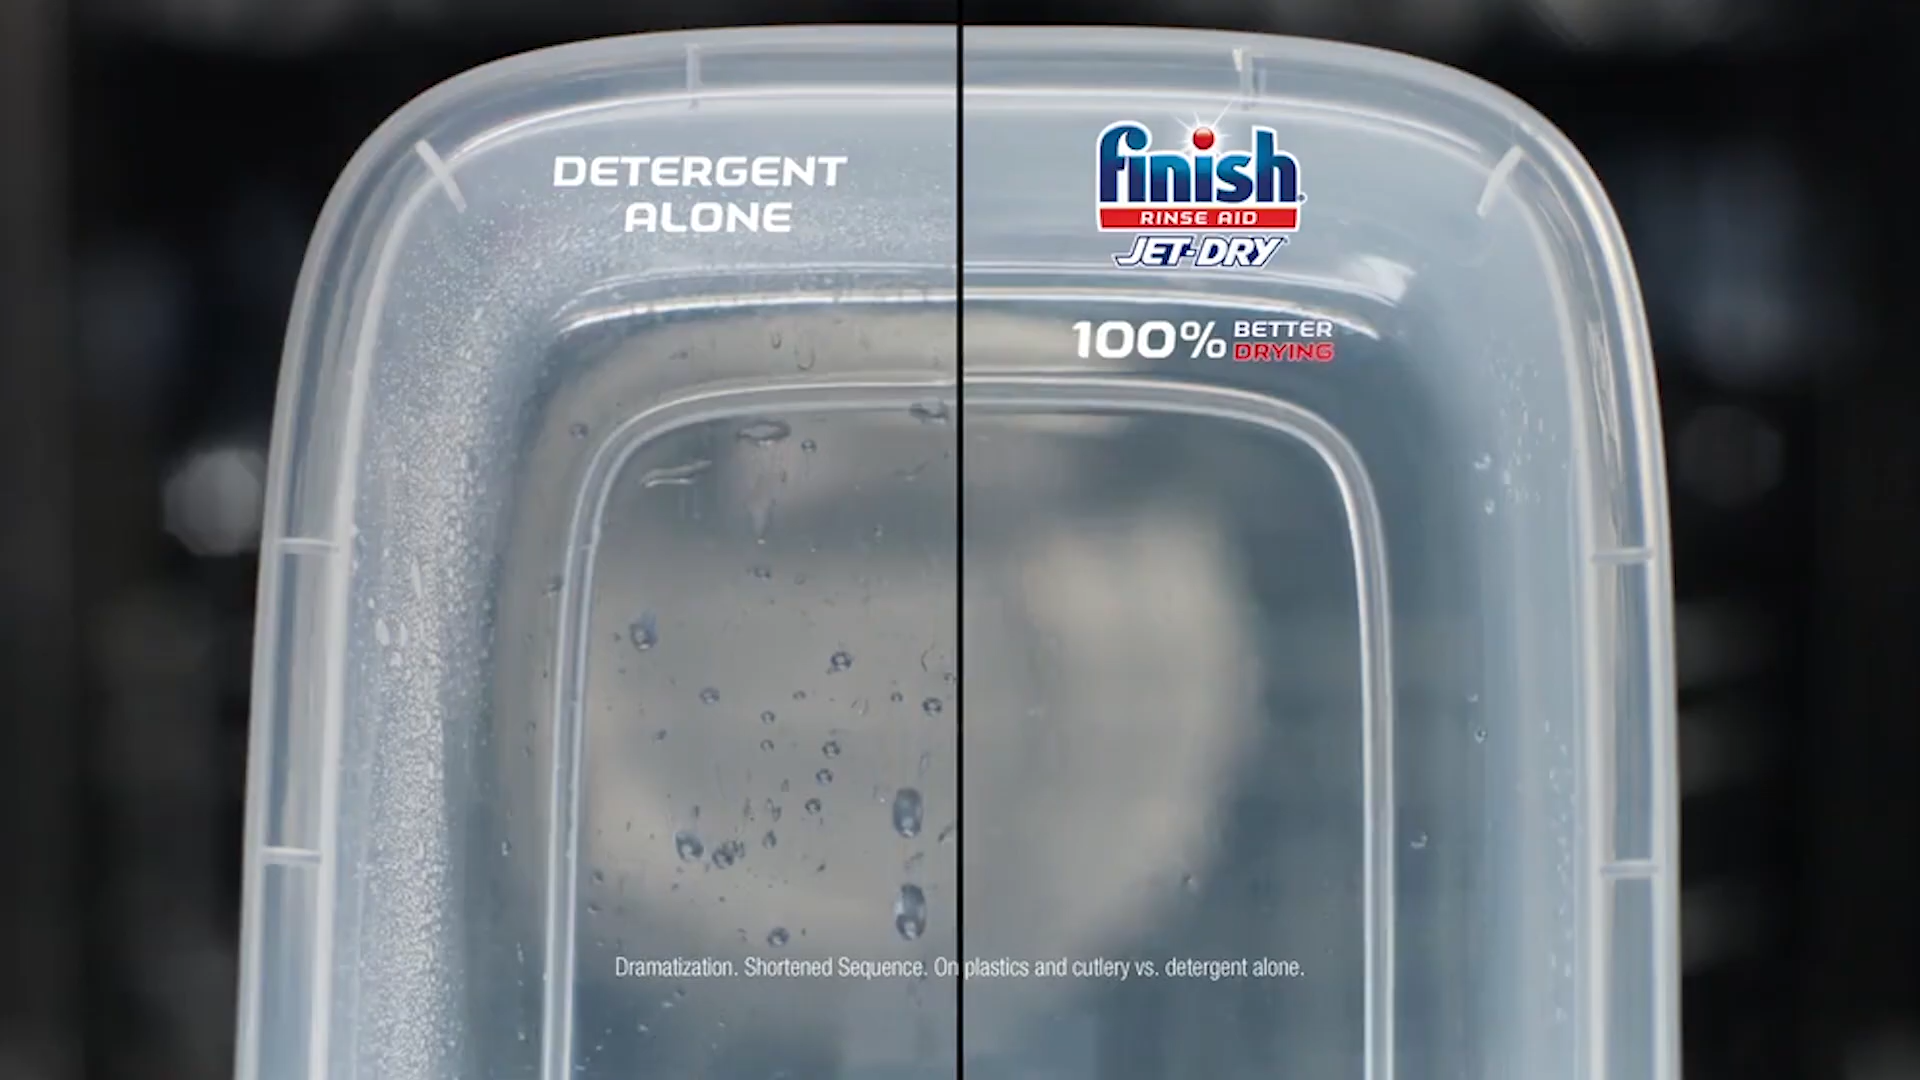 DETERGENT
ALONE
finish
RINSE AID
JET-DRY
100% BETTER
DRYING
Dramatization. Shortened Sequence. On plastics and cutlery vs. detergent alone.